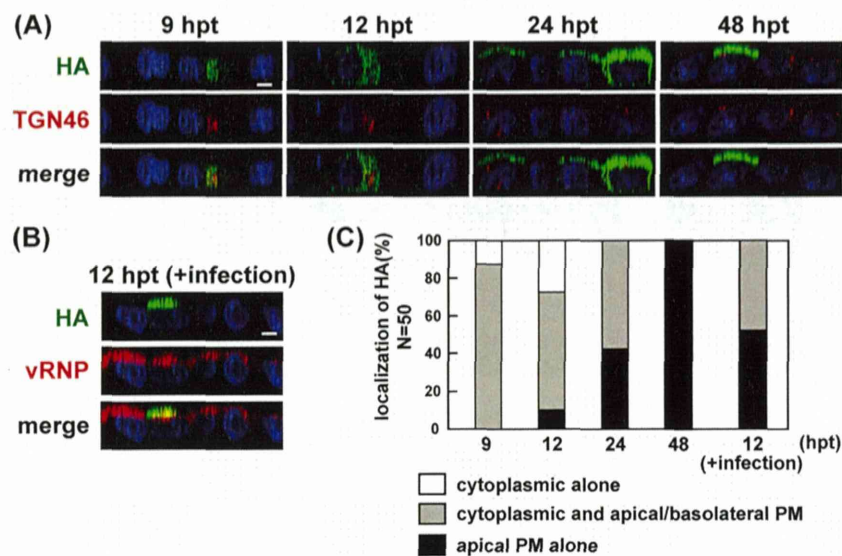 (A)
9 hpt 12 hpt 24 hpt 48 hpt
HA
TGN46
merge
(B)
12 hpt (+infection)
HA
vRNP
merge
(C)
localization of HA(%)
N=50
100
80
60
40
20
0
9 12 24 48 12 (hpt)
(+infection)
cytoplasmic alone
cytoplasmic and apical/basolateral PM
apical PM alone